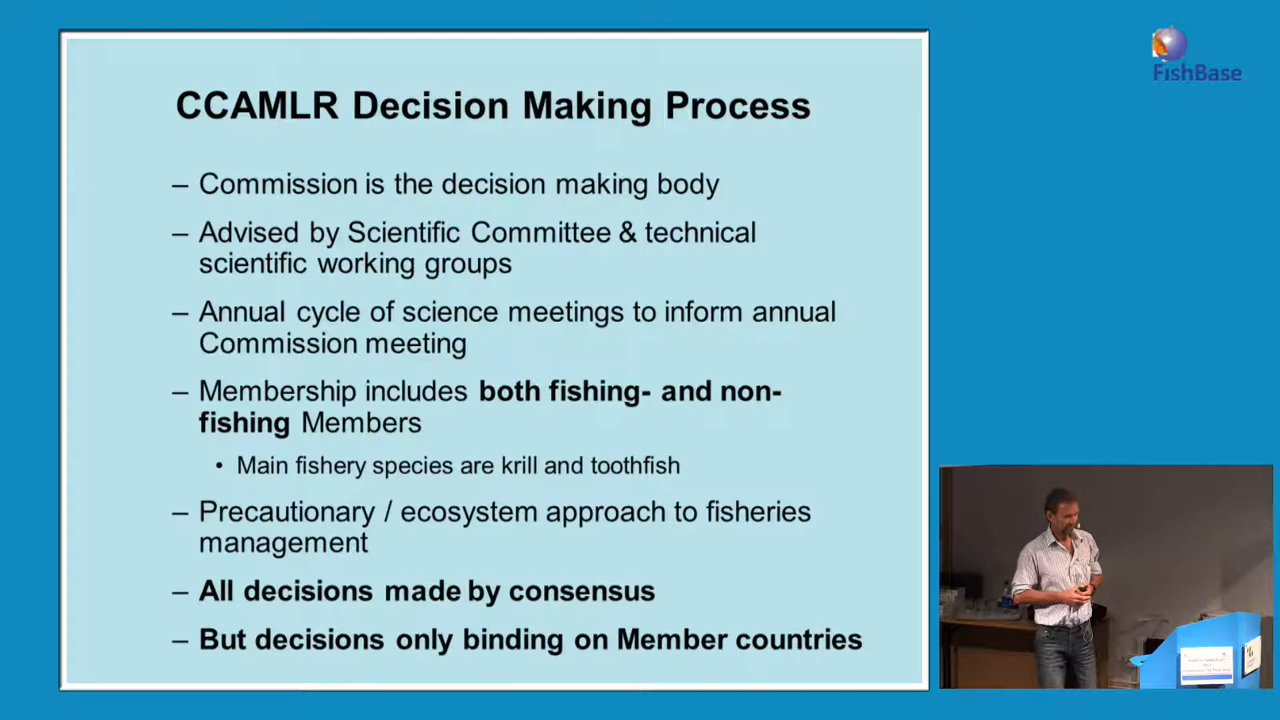 FishBase
CCAMLR Decision Making Process
– Commission is the decision making body
– Advised by Scientific Committee & technical
scientific working groups
– Annual cycle of science meetings to inform annual
Commission meeting
– Membership includes both fishing- and non-
fishing Members
• Main fishery species are krill and toothfish
– Precautionary / ecosystem approach to fisheries
management
– All decisions made by consensus
– But decisions only binding on Member countries